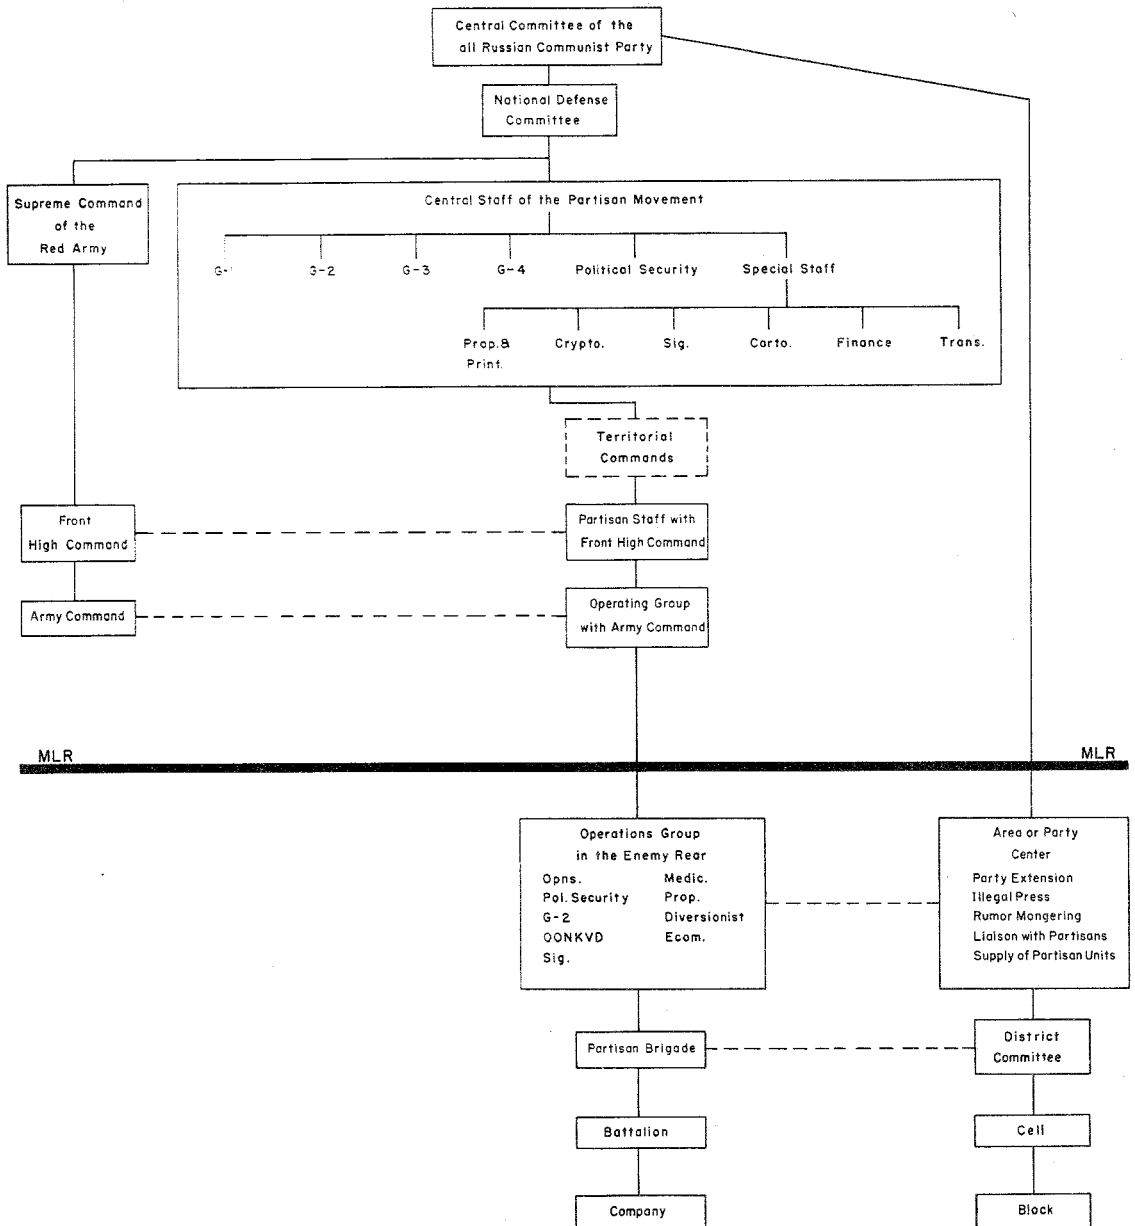 Central Committee of the
all Russian Communist Party
National Defense
Committee
Supreme Command
of the
Red Army
Central Staff of the Partisan Movement
G-1
G-2
G-3
G-4
Political Security
Special Staff
Prop.&
Print.
Crypto.
Sig.
Carto.
Finance
Trans.
Territorial
Commands
Front
High Command
Partisan Staff with
Front High Command
Army Command
Operating Group
with Army Command
MLR
MLR
Operations Group
in the Enemy Rear
Opns.
Pol. Security
G-2
OONKVD
Sig.
Medic.
Prop.
Diversionist
Ecom.
Area or Party
Center
Party Extension
Illegal Press
Rumor Mongering
Liaison with Partisans
Supply of Partisan Units
Partisan Brigade
District
Committee
Battalion
Cell
Company
Block